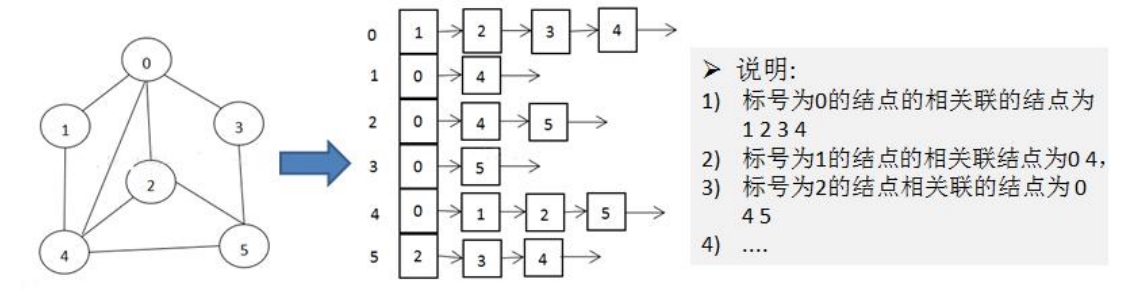 0
1
3
2
4
5
0 1 2 3 4
1 0 4
2 0 4 5
3 0 5
4 0 1 2 5
5 2 3 4
➢ 说明:
1) 标号为0的结点的相关联的结点为
1 2 3 4
2) 标号为1的结点的相关联结点为0 4,
3) 标号为2的结点相关联的结点为 0
4 5
4) ....